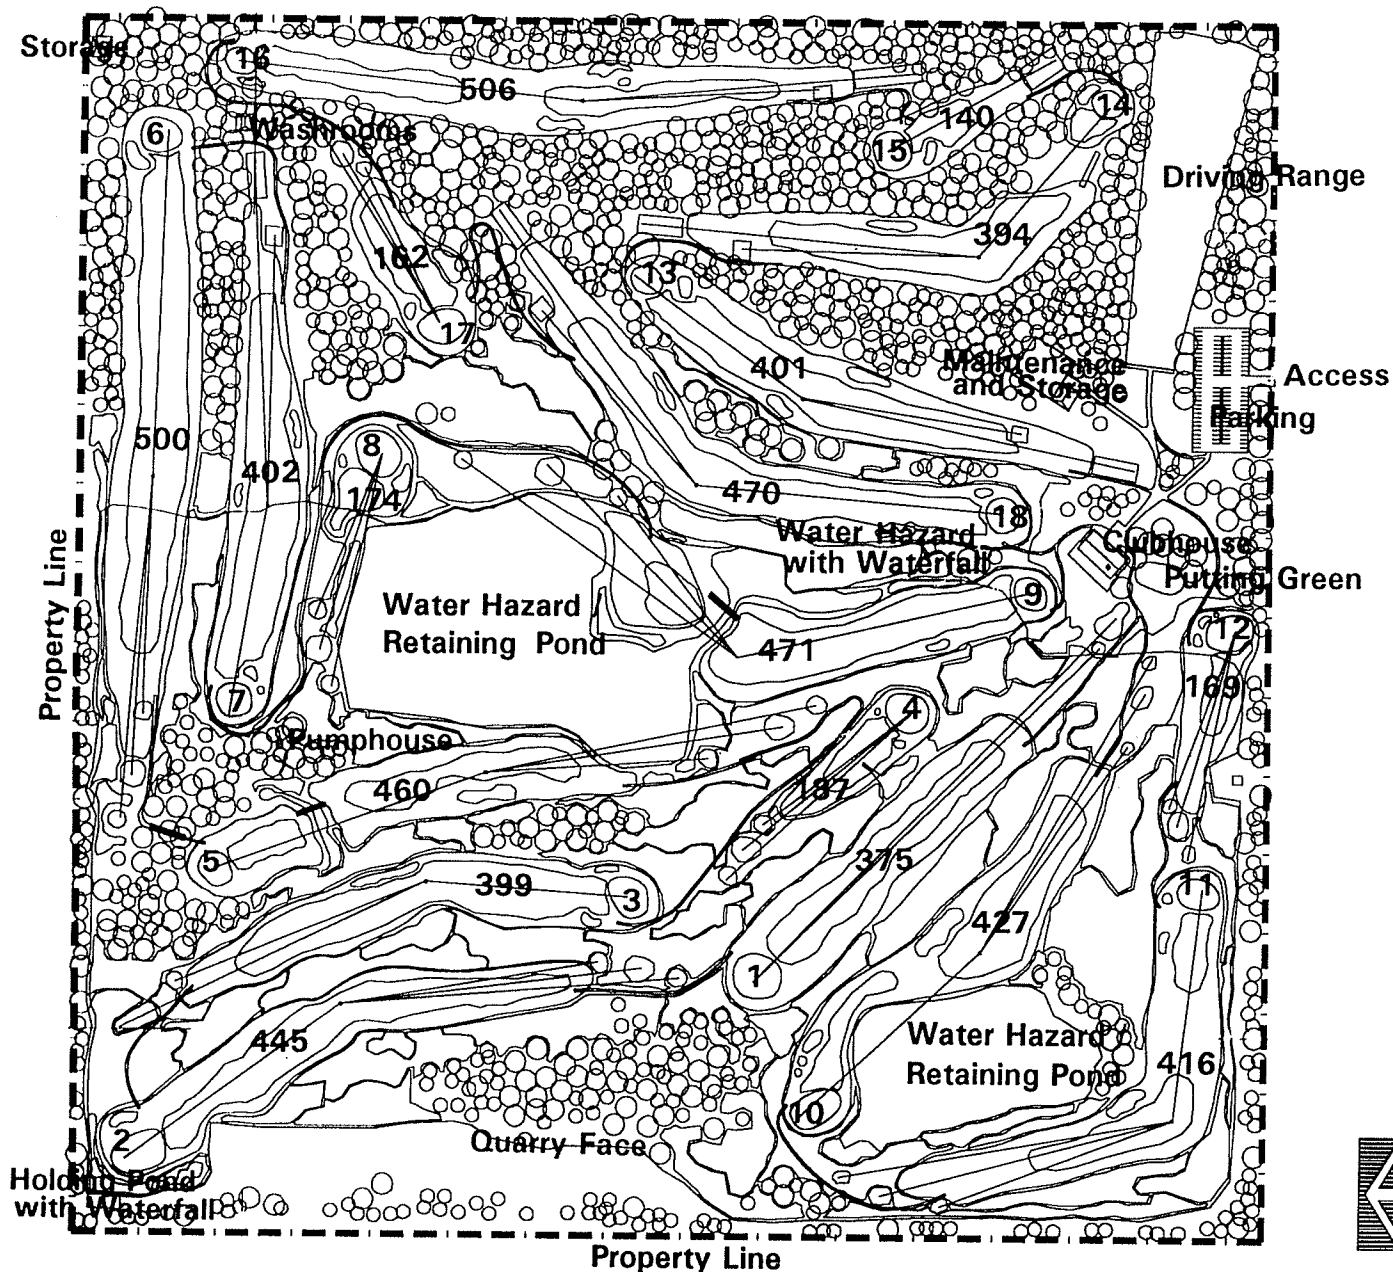 Storage
16
506
140
14
6
Washrooms
15
Driving Range
394
162
13
17
Maintenance
and Storage
401
Access
Parking
500
8
402
174
470
18
Water Hazard
with Waterfall
Clubhouse
Putting Green
Property Line
Water Hazard /
Retaining Pond
9
471
12
169
7
4
Pumphouse
460
187
5
375
399
3
11
427
1
445
Water Hazard /
Retaining Pond
416
10
2
Quarry Face
Holding Pond
with Waterfall
Property Line